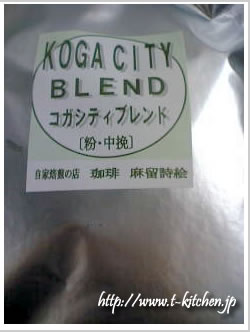 KOGA CITY
BLEND
コガシティブレンド
[粉・中挽]
自家焙煎の店 珈琲 麻留詩絵
http://www.t-kitchen.jp/